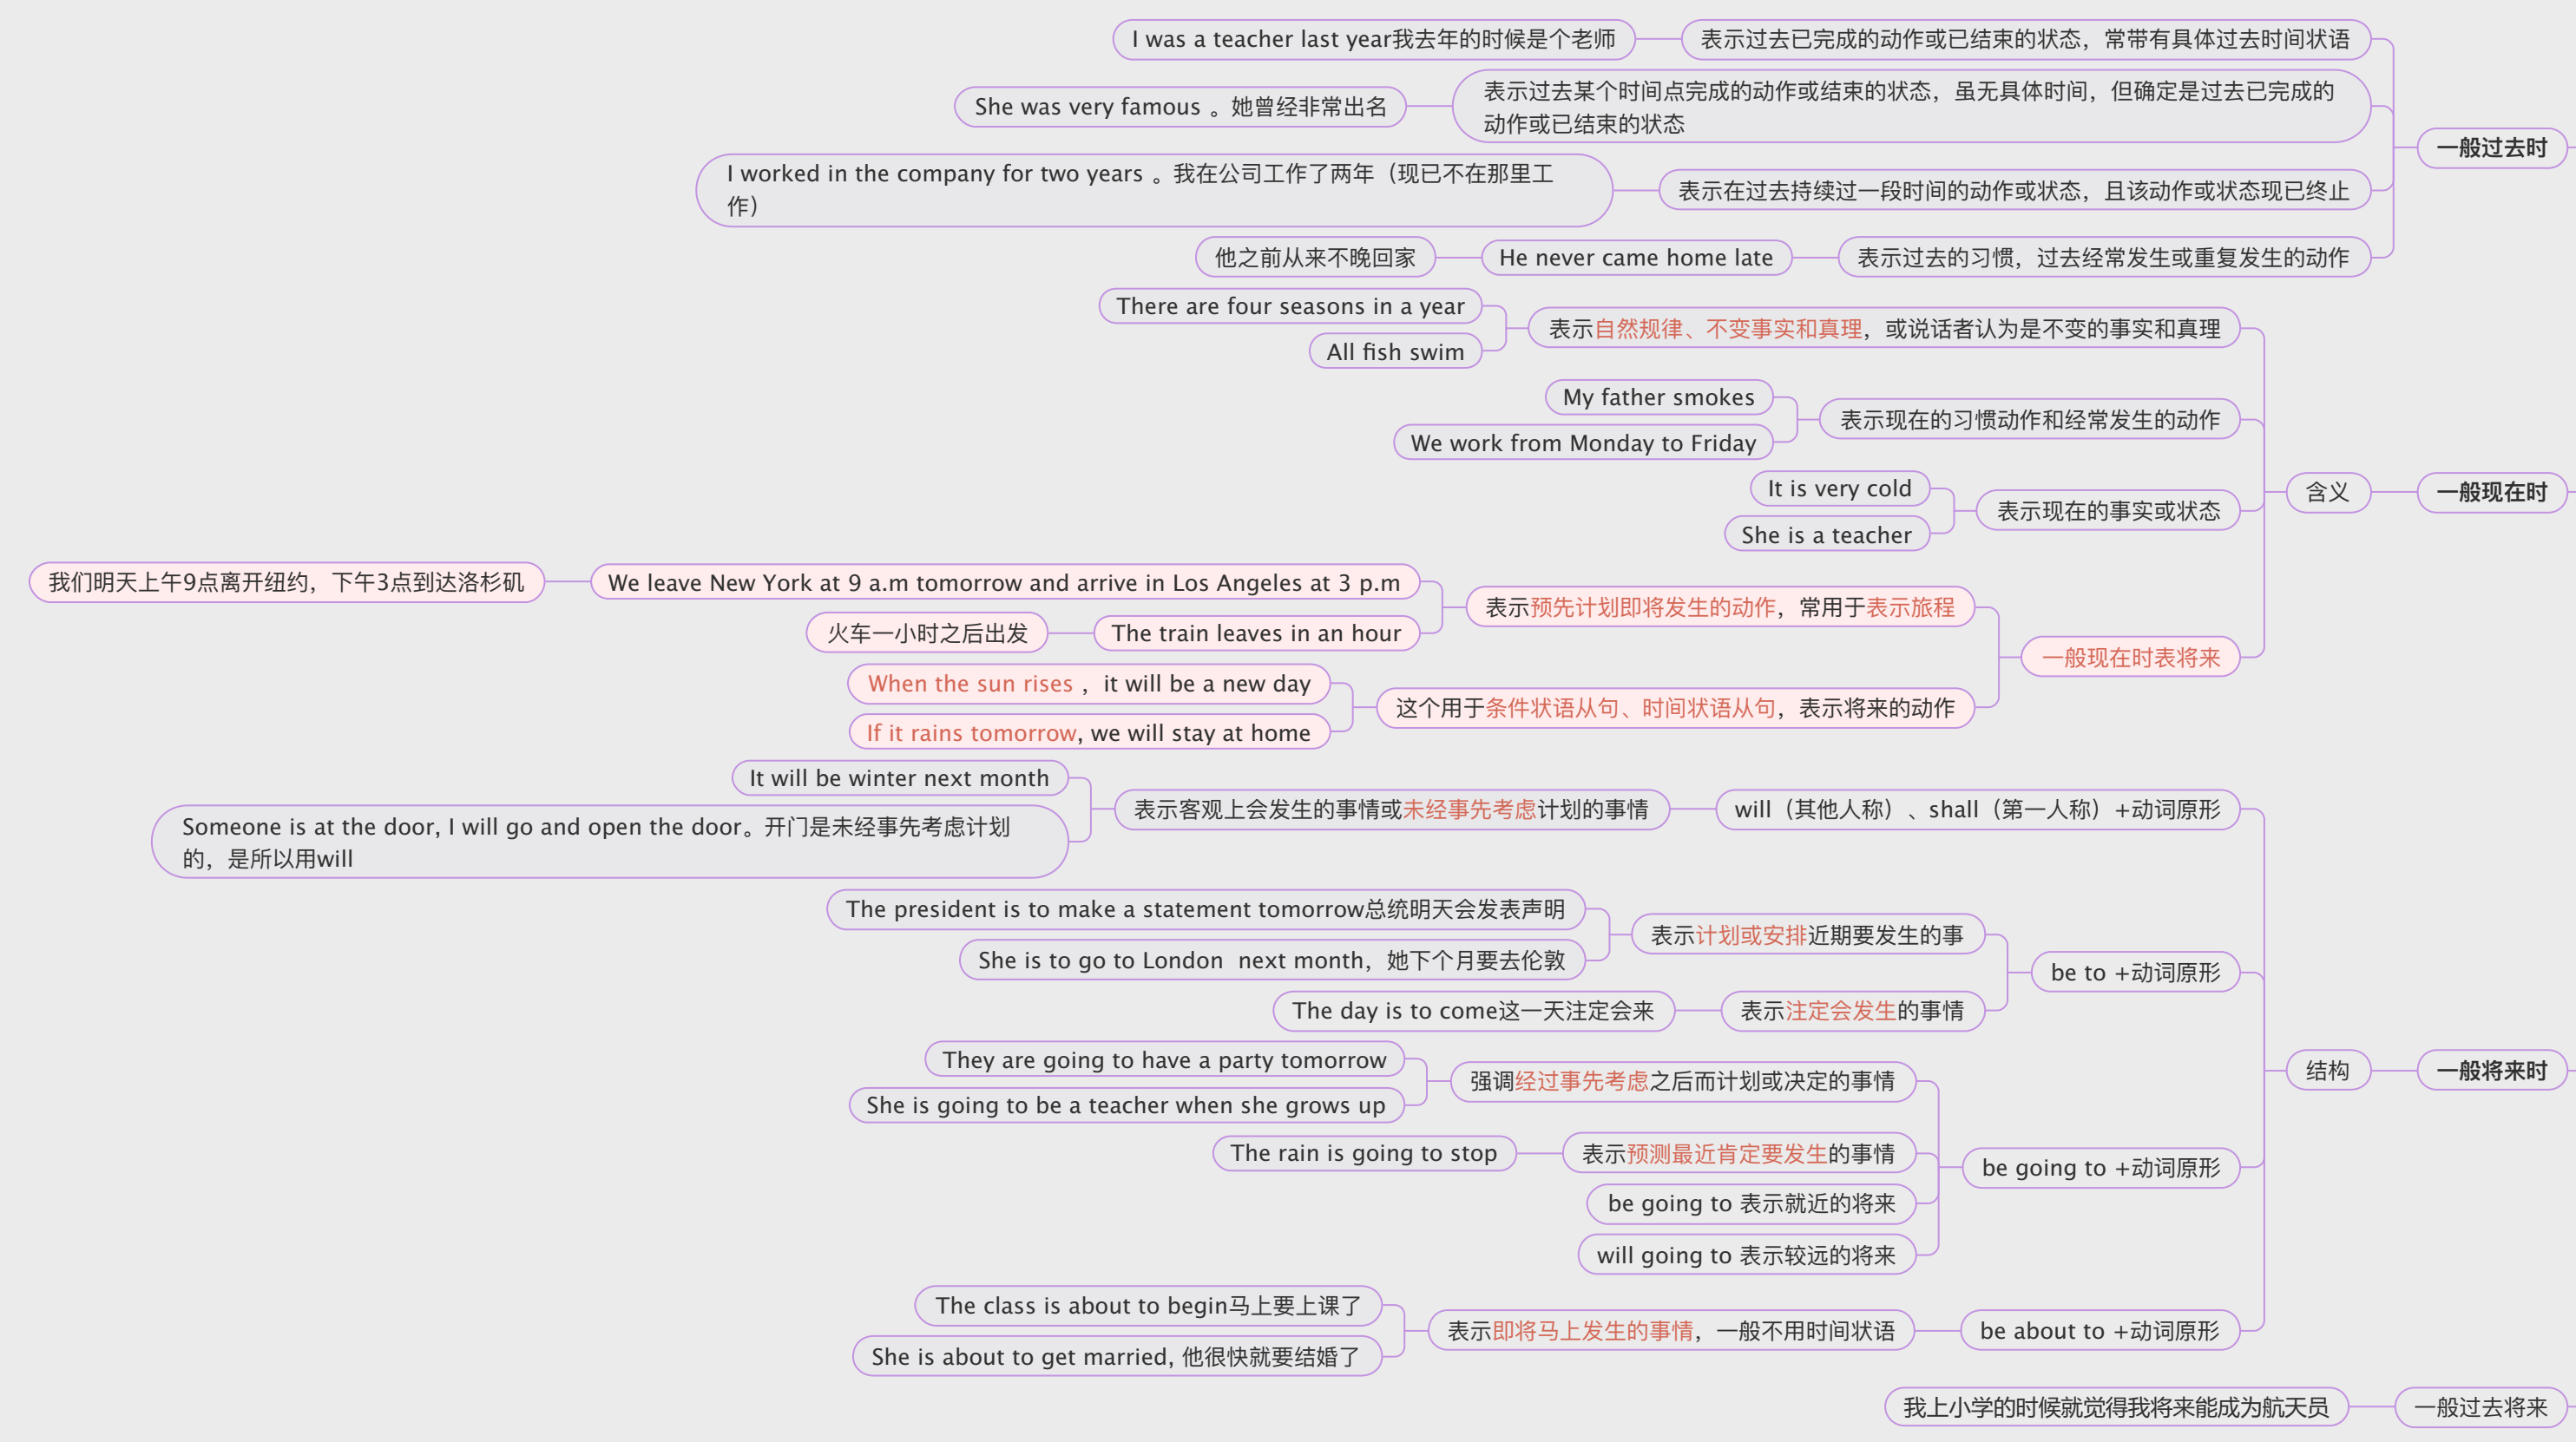 I was a teacher last year我去年的时候是个老师
表示过去已完成的动作或已结束的状态，常带有具体过去时间状语
She was very famous 。她曾经非常出名
表示过去某个时间点完成的动作或结束的状态，虽无具体时间，但确定是过去已完成的
动作或已结束的状态
一般过去时
I worked in the company for two years 。我在公司工作了两年（现已不在那里工
作）
表示在过去持续过一段时间的动作或状态，且该动作或状态现已终止
他之前从来不晚回家
He never came home late
表示过去的习惯，过去经常发生或重复发生的动作
There are four seasons in a year
All fish swim
表示自然规律、不变事实和真理，或说话者认为是不变的事实和真理
My father smokes
We work from Monday to Friday
表示现在的习惯动作和经常发生的动作
It is very cold
She is a teacher
表示现在的事实或状态
含义
一般现在时
我们明天上午9点离开纽约，下午3点到达洛杉矶
We leave New York at 9 a.m tomorrow and arrive in Los Angeles at 3 p.m
火车一小时之后出发
The train leaves in an hour
表示预先计划即将发生的动作，常用于表示旅程
When the sun rises ，it will be a new day
If it rains tomorrow, we will stay at home
这个用于条件状语从句、时间状语从句，表示将来的动作
一般现在时表将来
It will be winter next month
Someone is at the door, I will go and open the door。开门是未经事先考虑计划
的，是所以用will
表示客观上会发生的事情或未经事先考虑计划的事情
will（其他人称）、shall（第一人称）+动词原形
The president is to make a statement tomorrow总统明天会发表声明
She is to go to London  next month，她下个月要去伦敦
表示计划或安排近期要发生的事
The day is to come这一天注定会来
表示注定会发生的事情
be to +动词原形
They are going to have a party tomorrow
She is going to be a teacher when she grows up
强调经过事先考虑之后而计划或决定的事情
结构
一般将来时
The rain is going to stop
表示预测最近肯定要发生的事情
be going to 表示就近的将来
will going to 表示较远的将来
be going to +动词原形
The class is about to begin马上要上课了
She is about to get married, 他很快就要结婚了
表示即将马上发生的事情，一般不用时间状语
be about to +动词原形
我上小学的时候就觉得我将来能成为航天员
一般过去将来